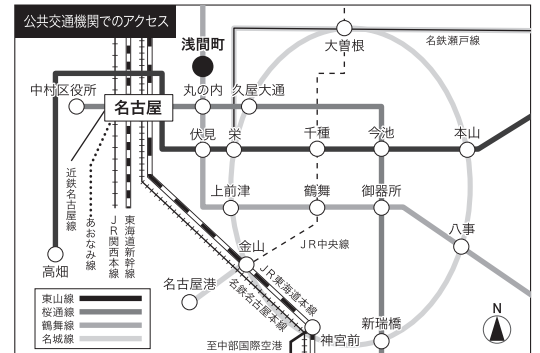 公共交通機関でのアクセス
大曽根
名鉄瀬戸線
浅間町
中村区役所
名古屋
丸の内
久屋大通
伏見
栄
千種
今池
本山
近鉄名古屋線
あおなみ線
JR関西本線
東海道新幹線
上前津
鶴舞
御器所
八事
JR中央線
金山
高畑
名古屋港
JR東海道本線
名鉄名古屋本線
東山線
桜通線
鶴舞線
名城線
至中部国際空港
神宮前
新瑞橋
N